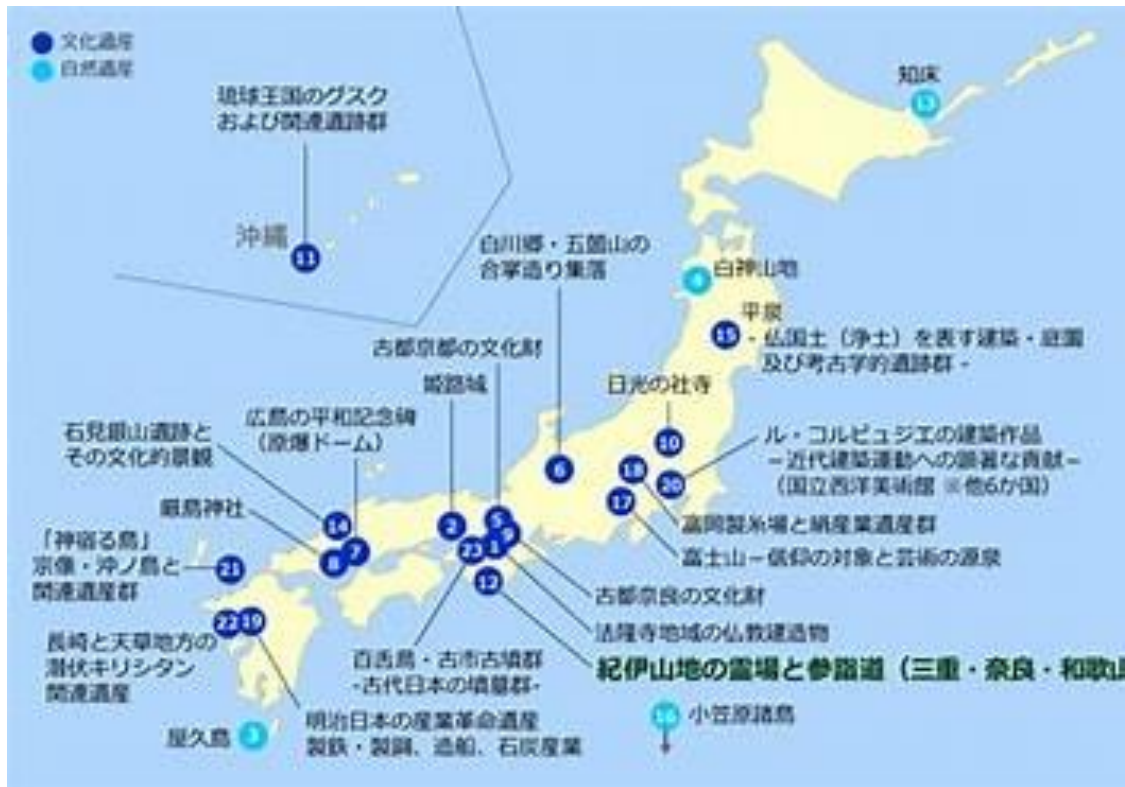 文化遺産
自然遺産
琉球王国のグスク
および関連遺跡群
沖縄
11
知床
13
白川郷・五箇山の
合掌造り集落
4
白神山地
平泉
15
- 仏国土(浄土)を表す建築・庭園
及び考古学的遺跡群 -
古都京都の文化財
姫路城
日光の社寺
石見銀山遺跡と
その文化的景観
広島の平和記念碑
(原爆ドーム)
10
ル・コルビュジエの建築作品
−近代建築運動への顕著な貢献−
(国立西洋美術館 ※他6か国)
6
18
20
17
厳島神社
富岡製糸場と絹産業遺産群
14
2
5
9
7
8
23
1
富士山−信仰の対象と芸術の源泉
「神宿る島」
宗像・沖ノ島と
関連遺産群
21
12
古都奈良の文化財
22
19
法隆寺地域の仏教建造物
長崎と天草地方の
潜伏キリシタン
関連遺産
百舌鳥・古市古墳群
-古代日本の墳墓群-
紀伊山地の霊場と参詣道(三重・奈良・和歌山
屋久島
3
明治日本の産業革命遺産
製鉄・製鋼、造船、石炭産業
16
小笠原諸島